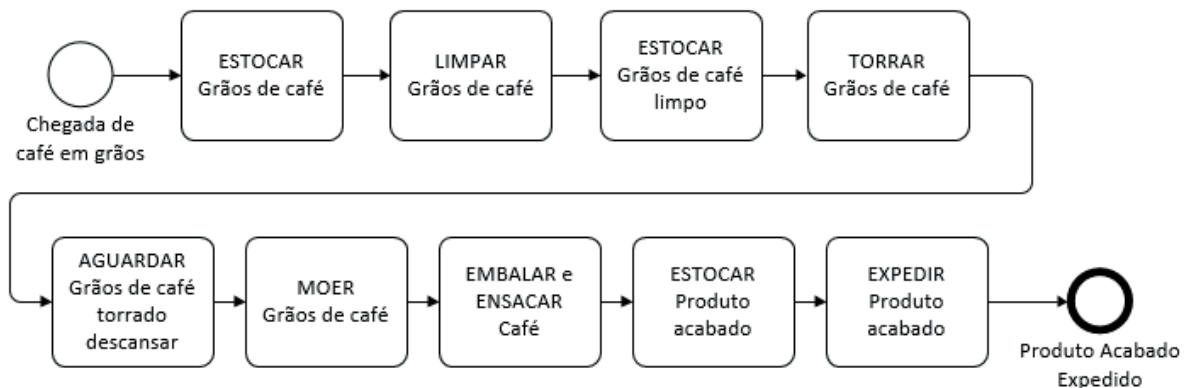 ESTOCAR
Grãos de café
LIMPAR
Grãos de café
ESTOCAR
Grãos de café
limpo
TORRAR
Grãos de café
Chegada de
café em grãos
AGUARDAR
Grãos de café
torrado
descansar
MOER
Grãos de café
EMBALAR e
ENSACAR
Café
ESTOCAR
Produto
acabado
EXPEDIR
Produto
acabado
Produto Acabado
Expedido